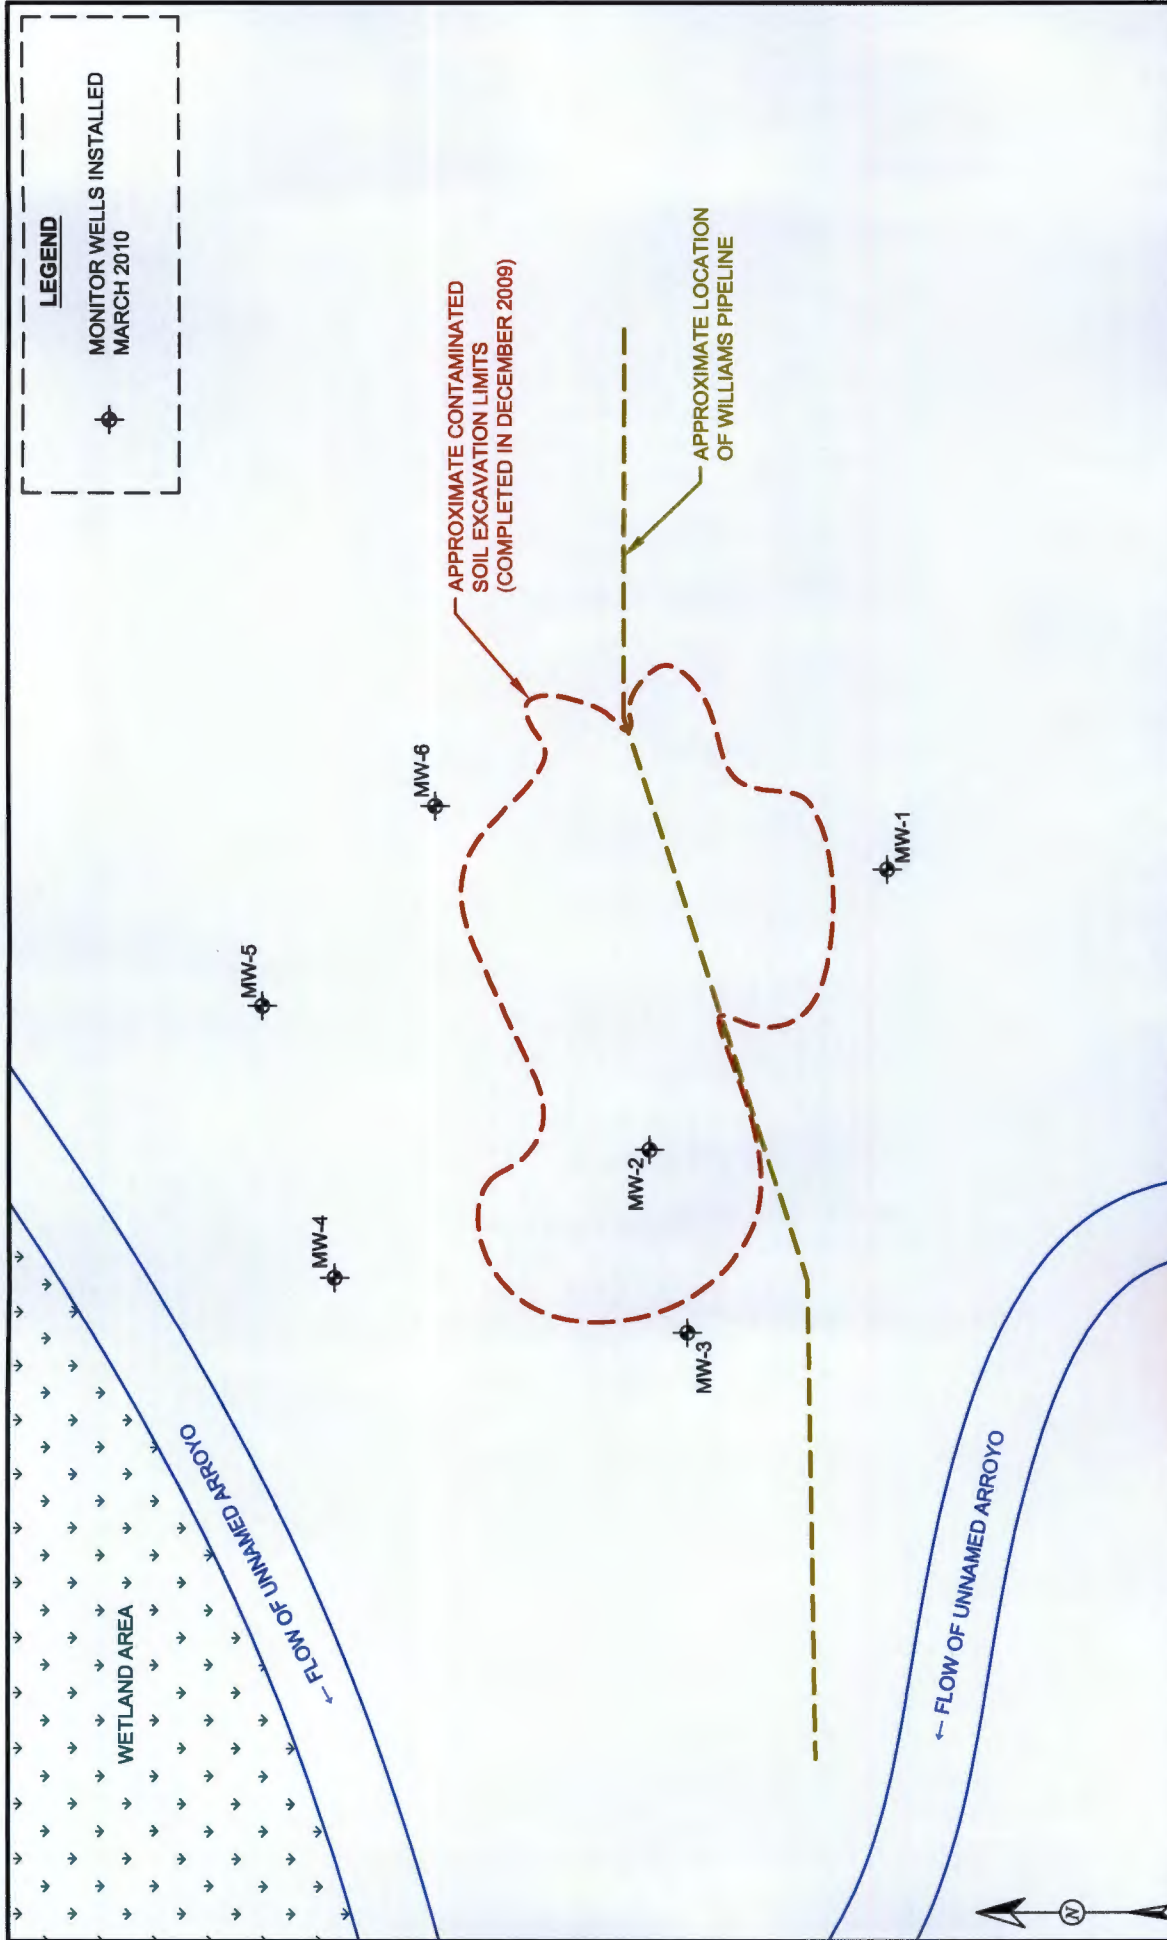 LEGEND
MONITOR WELLS INSTALLED
MARCH 2010
APPROXIMATE CONTAMINATED
SOIL EXCAVATION LIMITS
(COMPLETED IN DECEMBER 2009)
APPROXIMATE LOCATION
OF WILLIAMS PIPELINE
MW-5
MW-6
MW-4
MW-2
MW-3
MW-1
WETLAND AREA
← FLOW OF UNNAMED ARROYO
← FLOW OF UNNAMED ARROYO
N